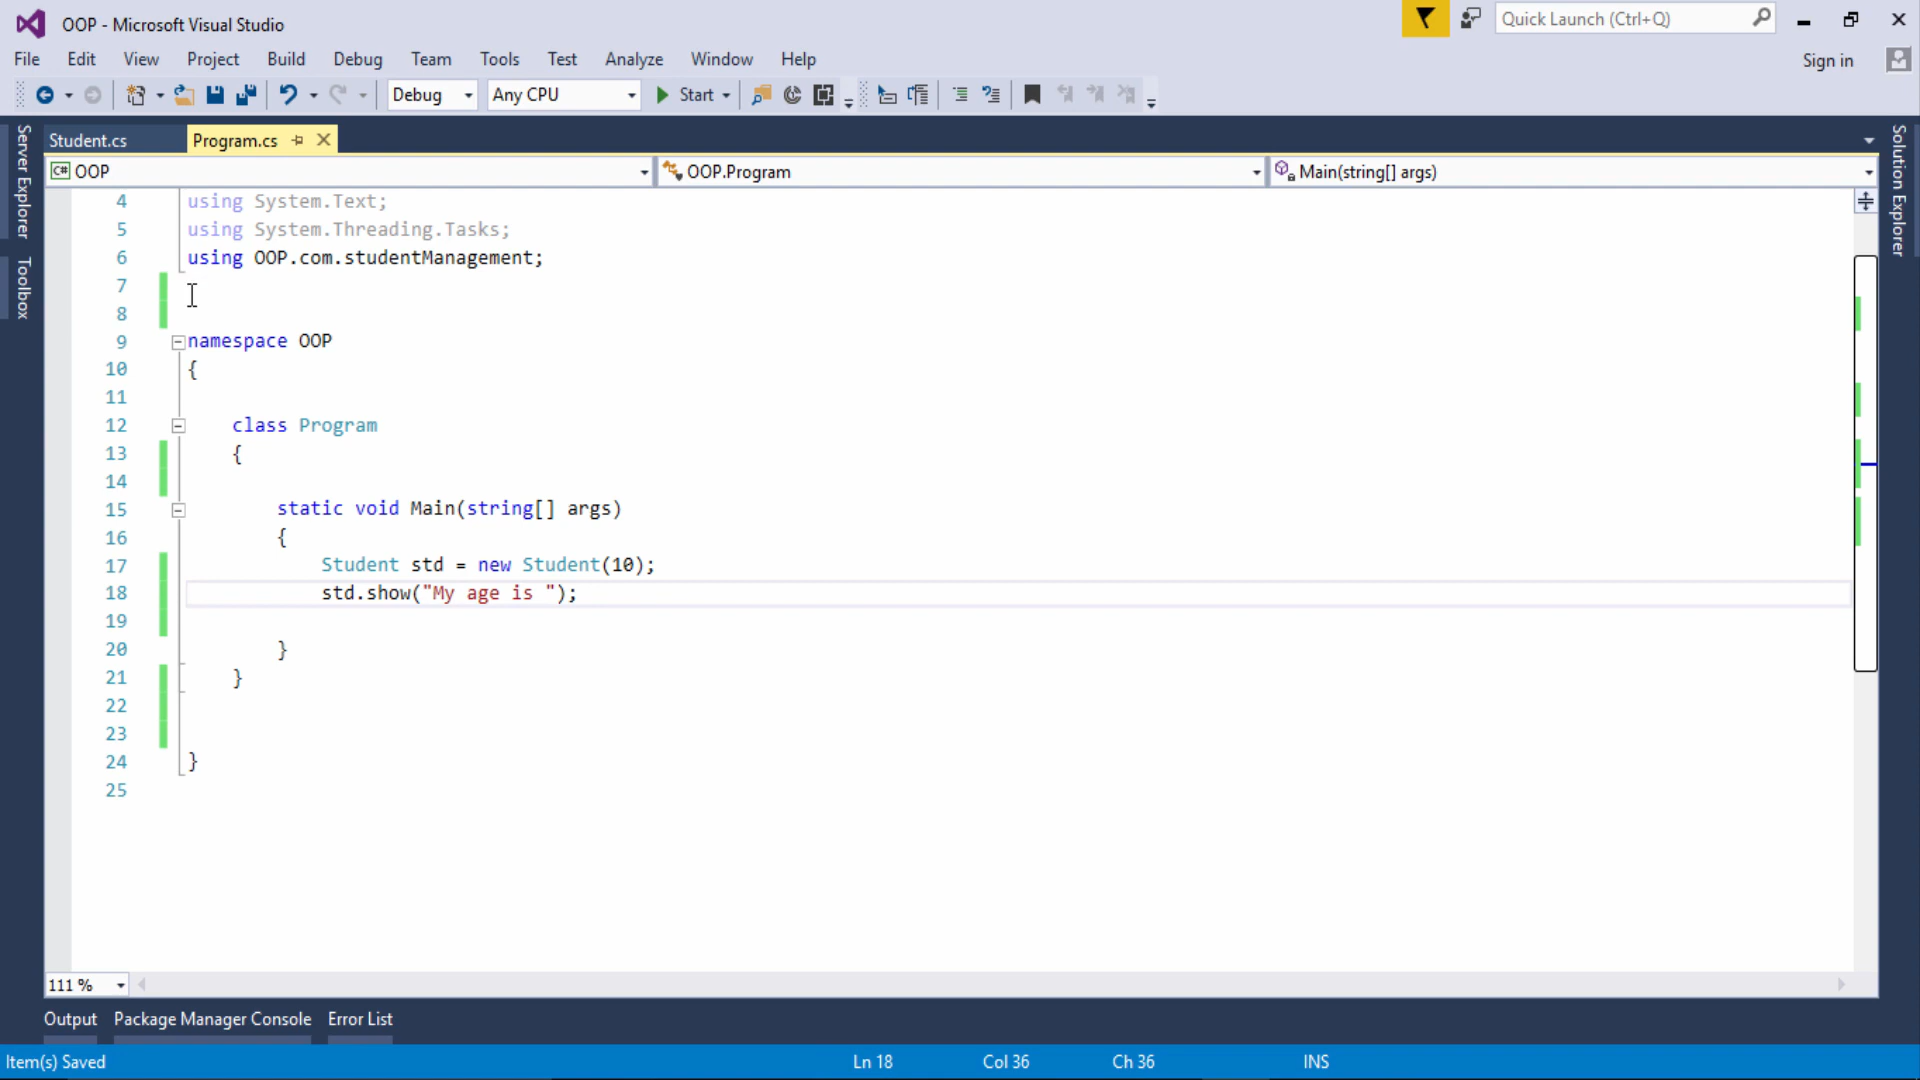 OOP - Microsoft Visual Studio
Quick Launch (Ctrl+Q)
File Edit View Project Build Debug Team Tools Test Analyze Window Help
Sign in
Debug Any CPU Start
Server Explorer
Toolbox
Solution Explorer
Student.cs Program.cs
C# OOP OOP.Program Main(string[] args)
4 using System.Text;
5 using System.Threading.Tasks;
6 using OOP.com.studentManagement;
7
8
9 namespace OOP
10 {
11
12 class Program
13 {
14
15 static void Main(string[] args)
16 {
17 Student std = new Student(10);
18 std.show("My age is ");
19
20 }
21 }
22
23
24 }
25
111 %
Output Package Manager Console Error List
Item(s) Saved Ln 18 Col 36 Ch 36 INS